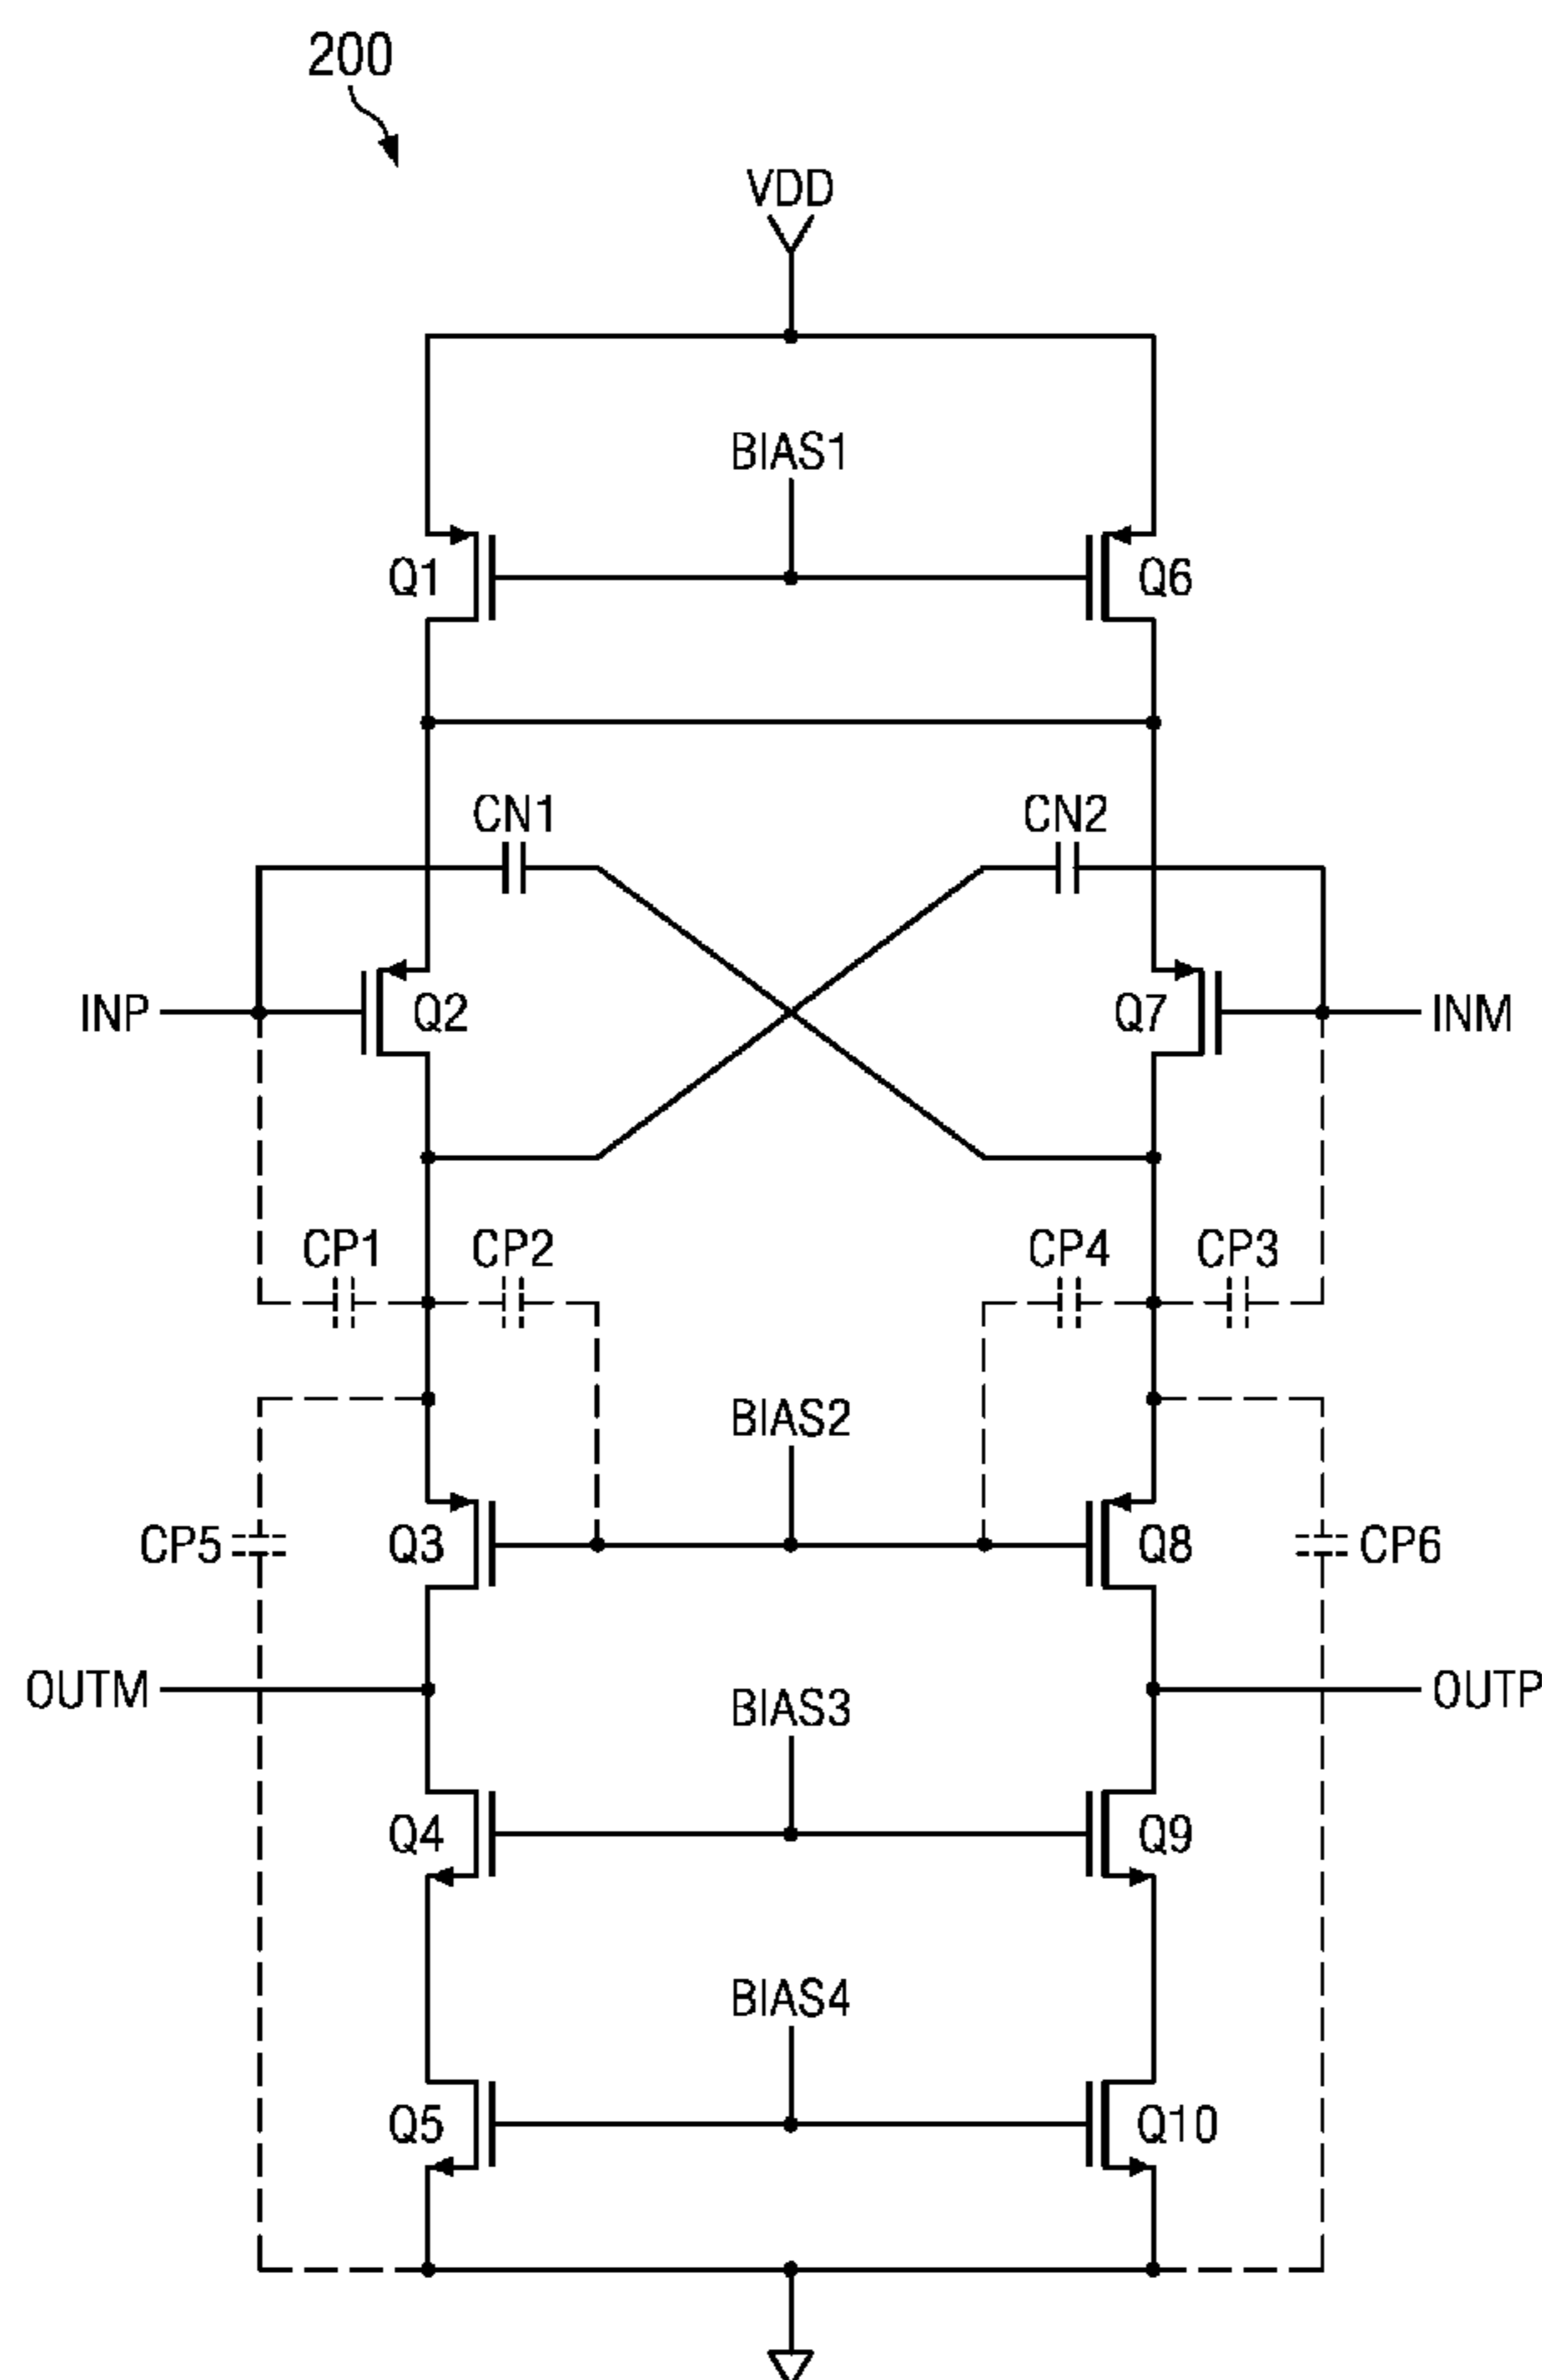 200
VDD
BIAS1
Q1
Q6
CN1
CN2
INP
Q2
Q7
INM
CP1
CP2
CP4
CP3
BIAS2
CP5
Q3
Q8
CP6
OUTM
BIAS3
OUTP
Q4
Q9
BIAS4
Q5
Q10